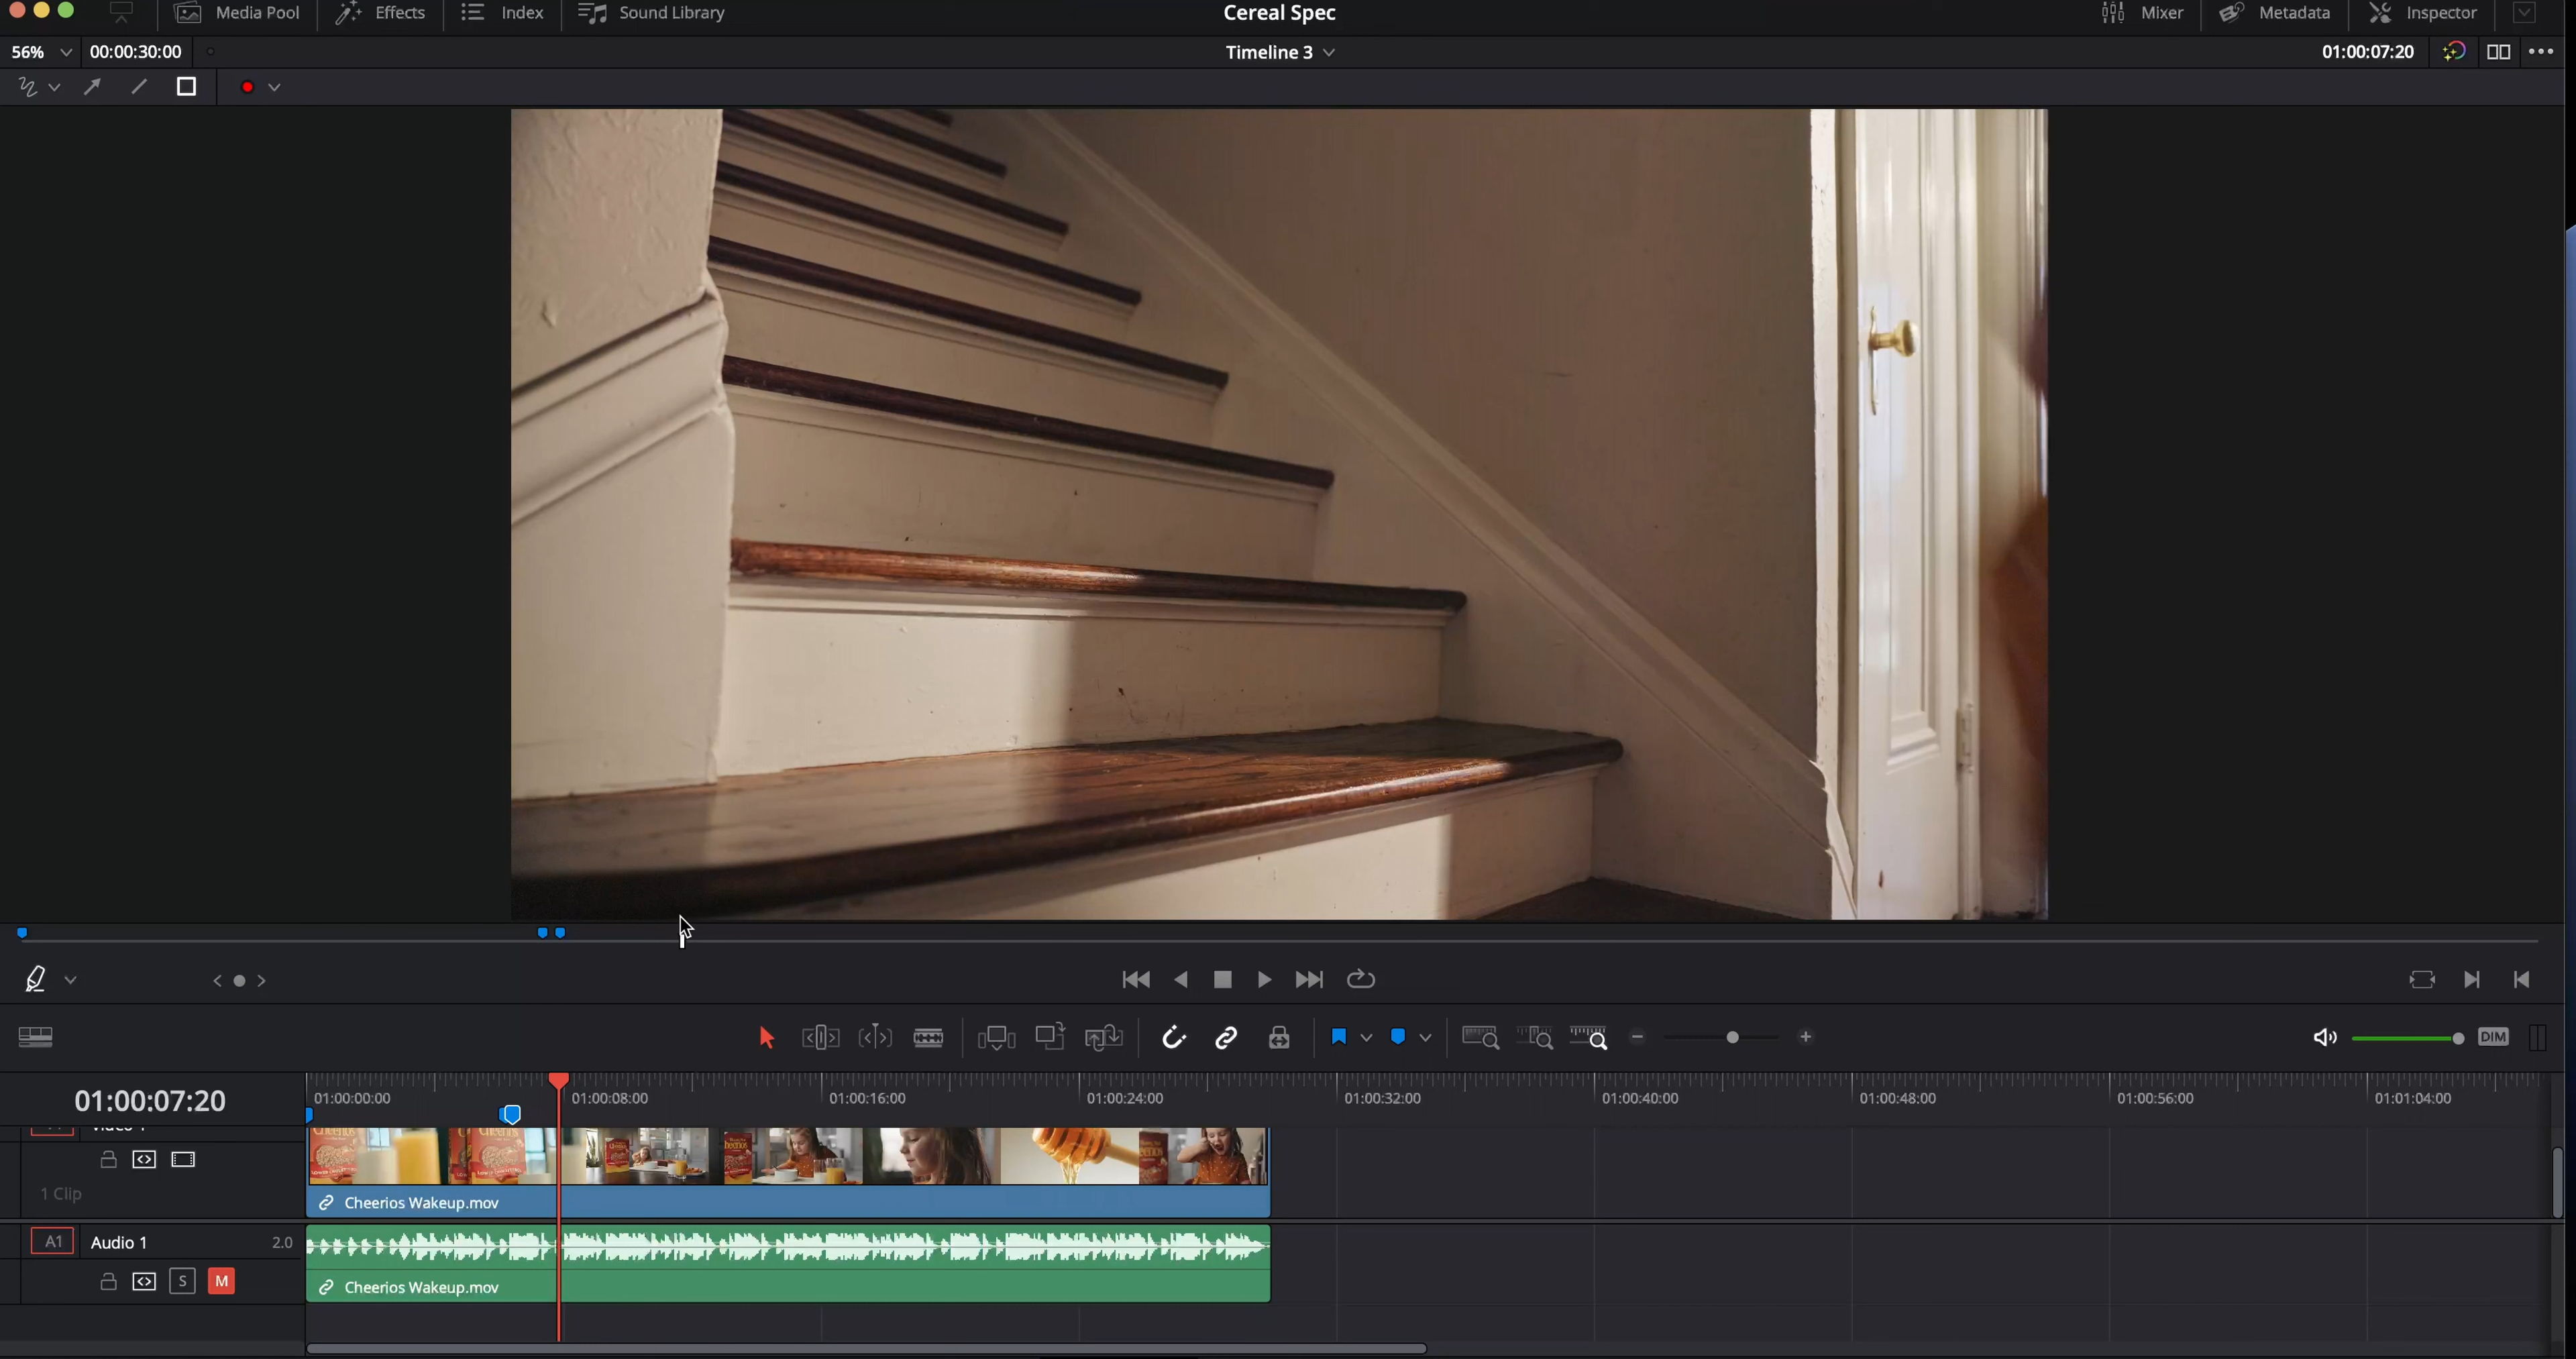 Media Pool Effects Index Sound Library Cereal Spec Mixer Metadata Inspector
56% 00:00:30:00 Timeline 3 01:00:07:20
DIM
01:00:07:20 01:00:00:00 01:00:08:00 01:00:16:00 01:00:24:00 01:00:32:00 01:00:40:00 01:00:48:00 01:00:56:00 01:01:04:00
1 Clip
Cheerios Wakeup.mov
A1 Audio 1 2.0
S M
Cheerios Wakeup.mov